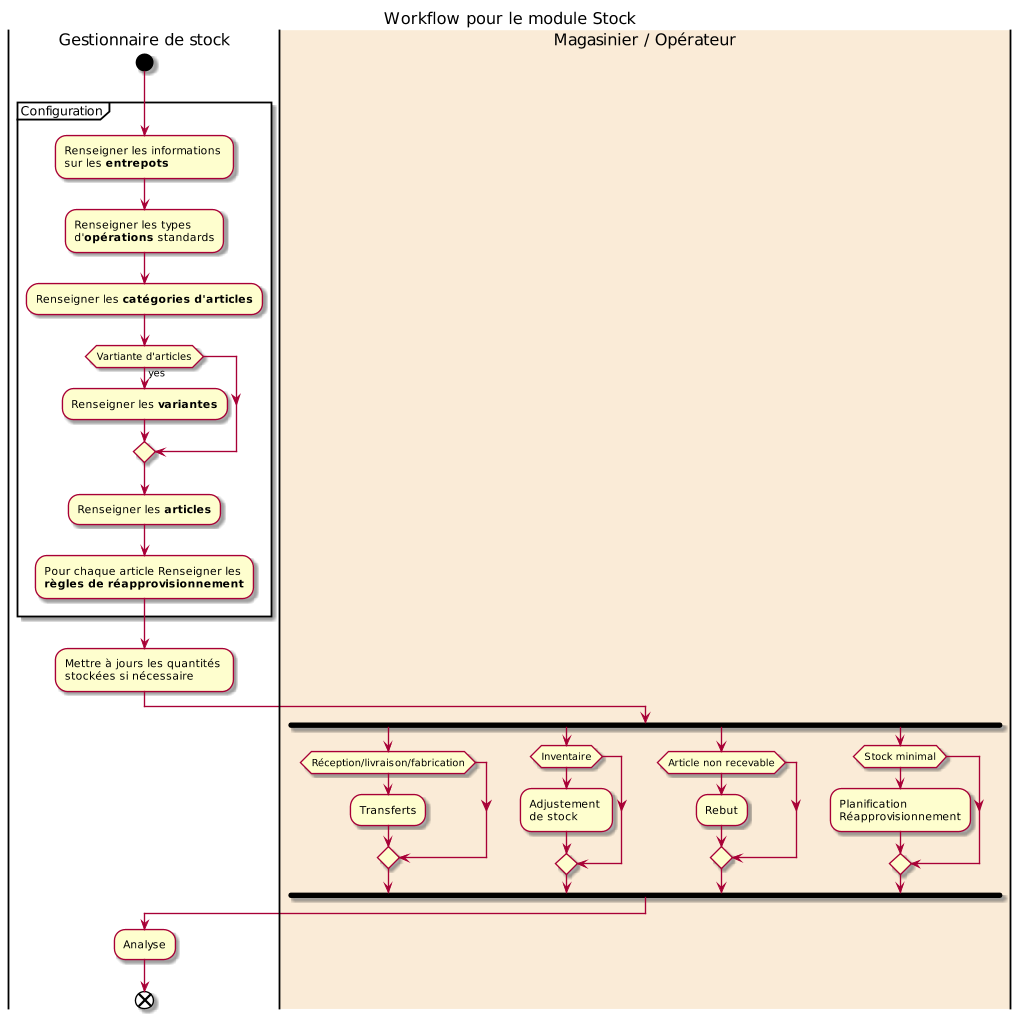 Workflow pour le module Stock
Gestionnaire de stock
Magasinier / Opérateur
Configuration
Renseigner les informations
sur les entrepots
Renseigner les types
d'opérations standards
Renseigner les catégories d'articles
Vartiante d'articles
yes
Renseigner les variantes
Renseigner les articles
Pour chaque article Renseigner les
règles de réapprovisionnement
Mettre à jours les quantités
stockées si nécessaire
Réception/livraison/fabrication
Transferts
Inventaire
Adjustement
de stock
Article non recevable
Rebut
Stock minimal
Planification
Réapprovisionnement
Analyse